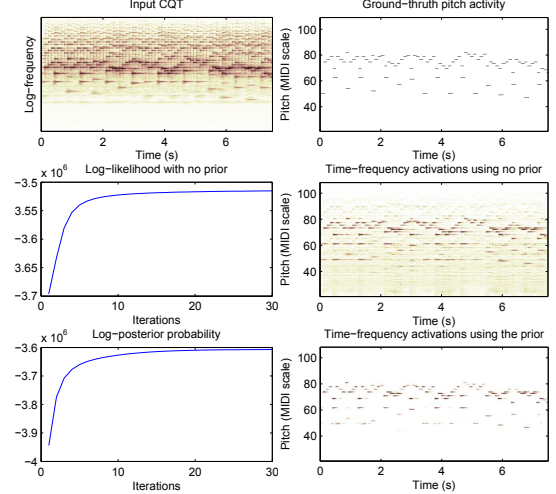 Input CQT
Log-frequency
0 2 4 6
Time (s)
Ground-thruth pitch activity
Pitch (MIDI scale)
100
80
60
40
0 2 4 6
Time (s)
x 10^6
Log-likelihood with no prior
-3.5
-3.55
-3.6
-3.65
-3.7
0 10 20 30
Iterations
Time-frequency activations using no prior
Pitch (MIDI scale)
100
80
60
40
0 2 4 6
Time (s)
x 10^6
Log-posterior probability
-3.6
-3.7
-3.8
-3.9
-4
0 10 20 30
Iterations
Time-frequency activations using the prior
Pitch (MIDI scale)
100
80
60
40
0 2 4 6
Time (s)